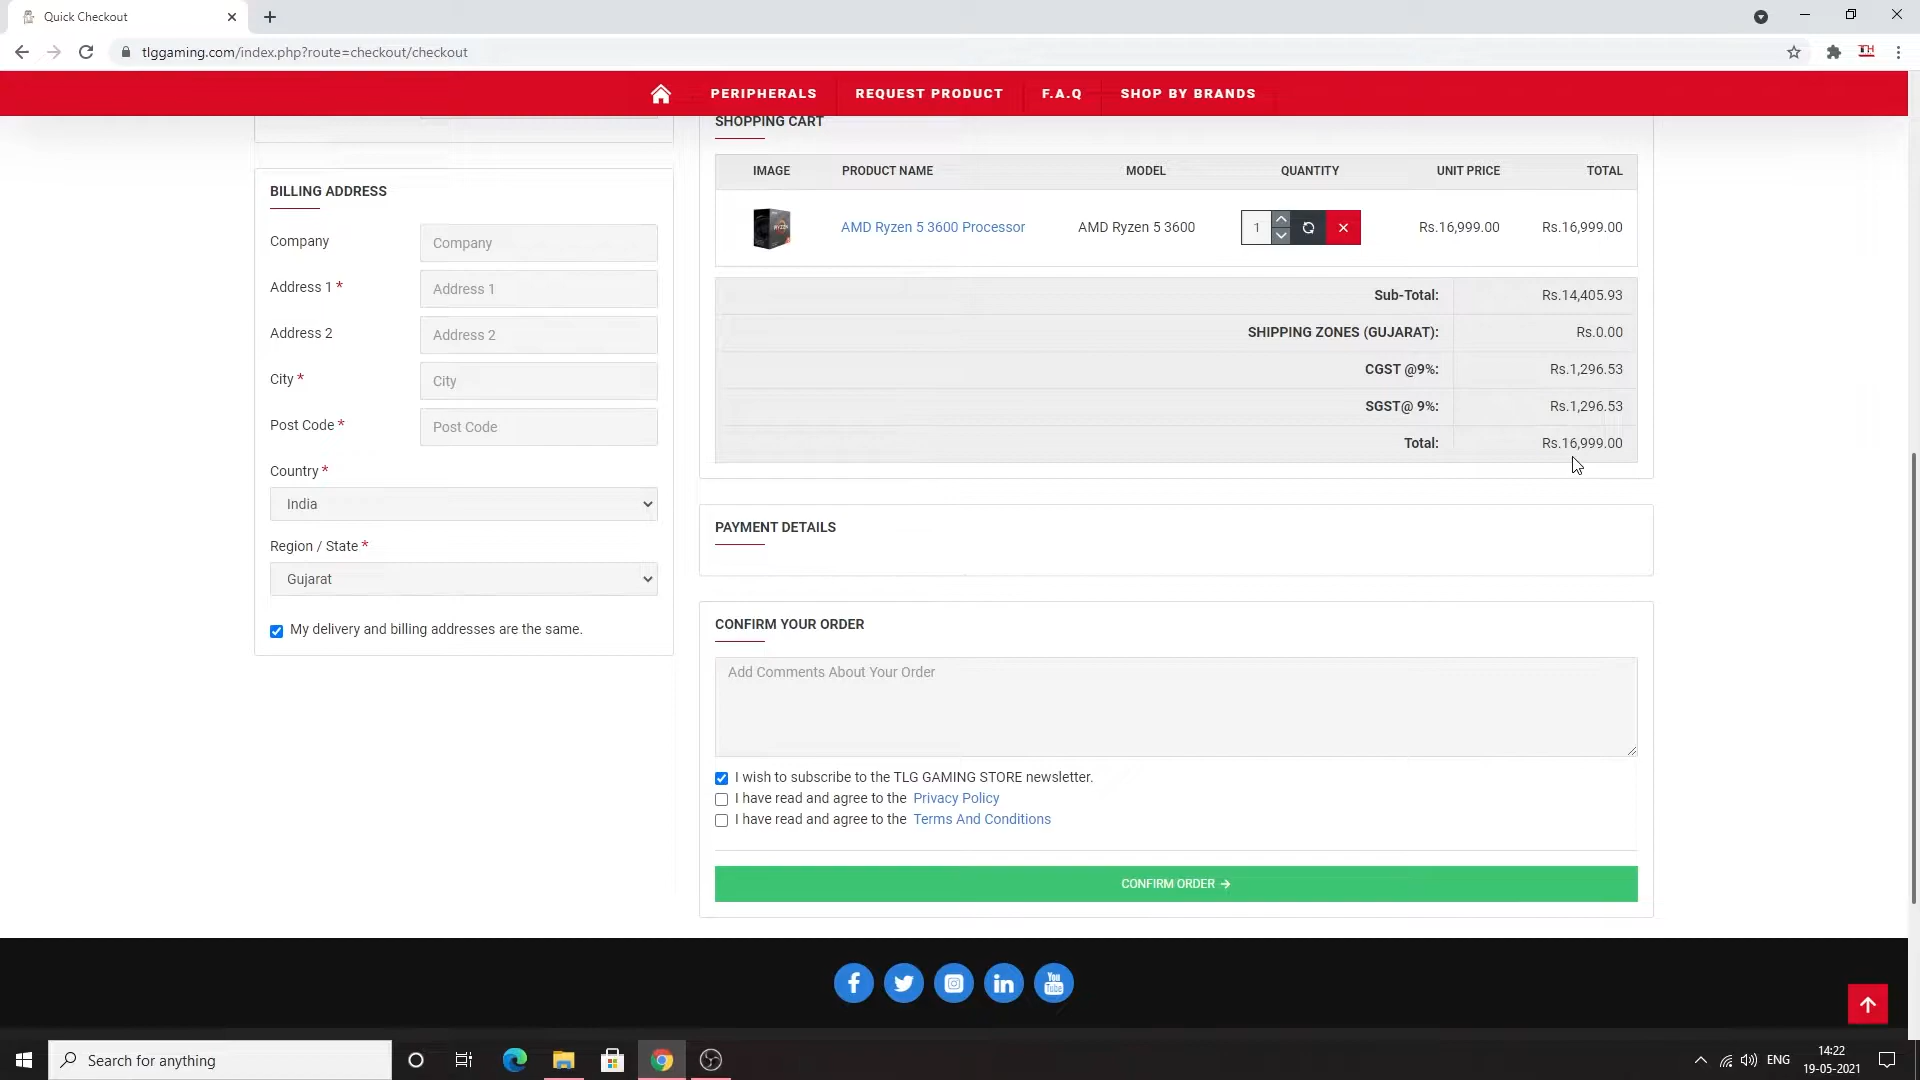 Quick Checkout
tlggaming.com/index.php?route=checkout/checkout
TH
PERIPHERALS REQUEST PRODUCT F.A.Q SHOP BY BRANDS
BILLING ADDRESS
Company Company
Address 1 * Address 1
Address 2 Address 2
City * City
Post Code * Post Code
Country *
India
Region / State *
Gujarat
My delivery and billing addresses are the same.
SHOPPING CART
IMAGE PRODUCT NAME MODEL QUANTITY UNIT PRICE TOTAL
RYZEN
AMD Ryzen 5 3600 Processor AMD Ryzen 5 3600 1 Rs.16,999.00 Rs.16,999.00
Sub-Total: Rs.14,405.93
SHIPPING ZONES (GUJARAT): Rs.0.00
CGST @9%: Rs.1,296.53
SGST@ 9%: Rs.1,296.53
Total: Rs.16,999.00
PAYMENT DETAILS
CONFIRM YOUR ORDER
Add Comments About Your Order
I wish to subscribe to the TLG GAMING STORE newsletter.
I have read and agree to the Privacy Policy
I have read and agree to the Terms And Conditions
CONFIRM ORDER →
You Tube
Search for anything
ENG
14:22
19-05-2021